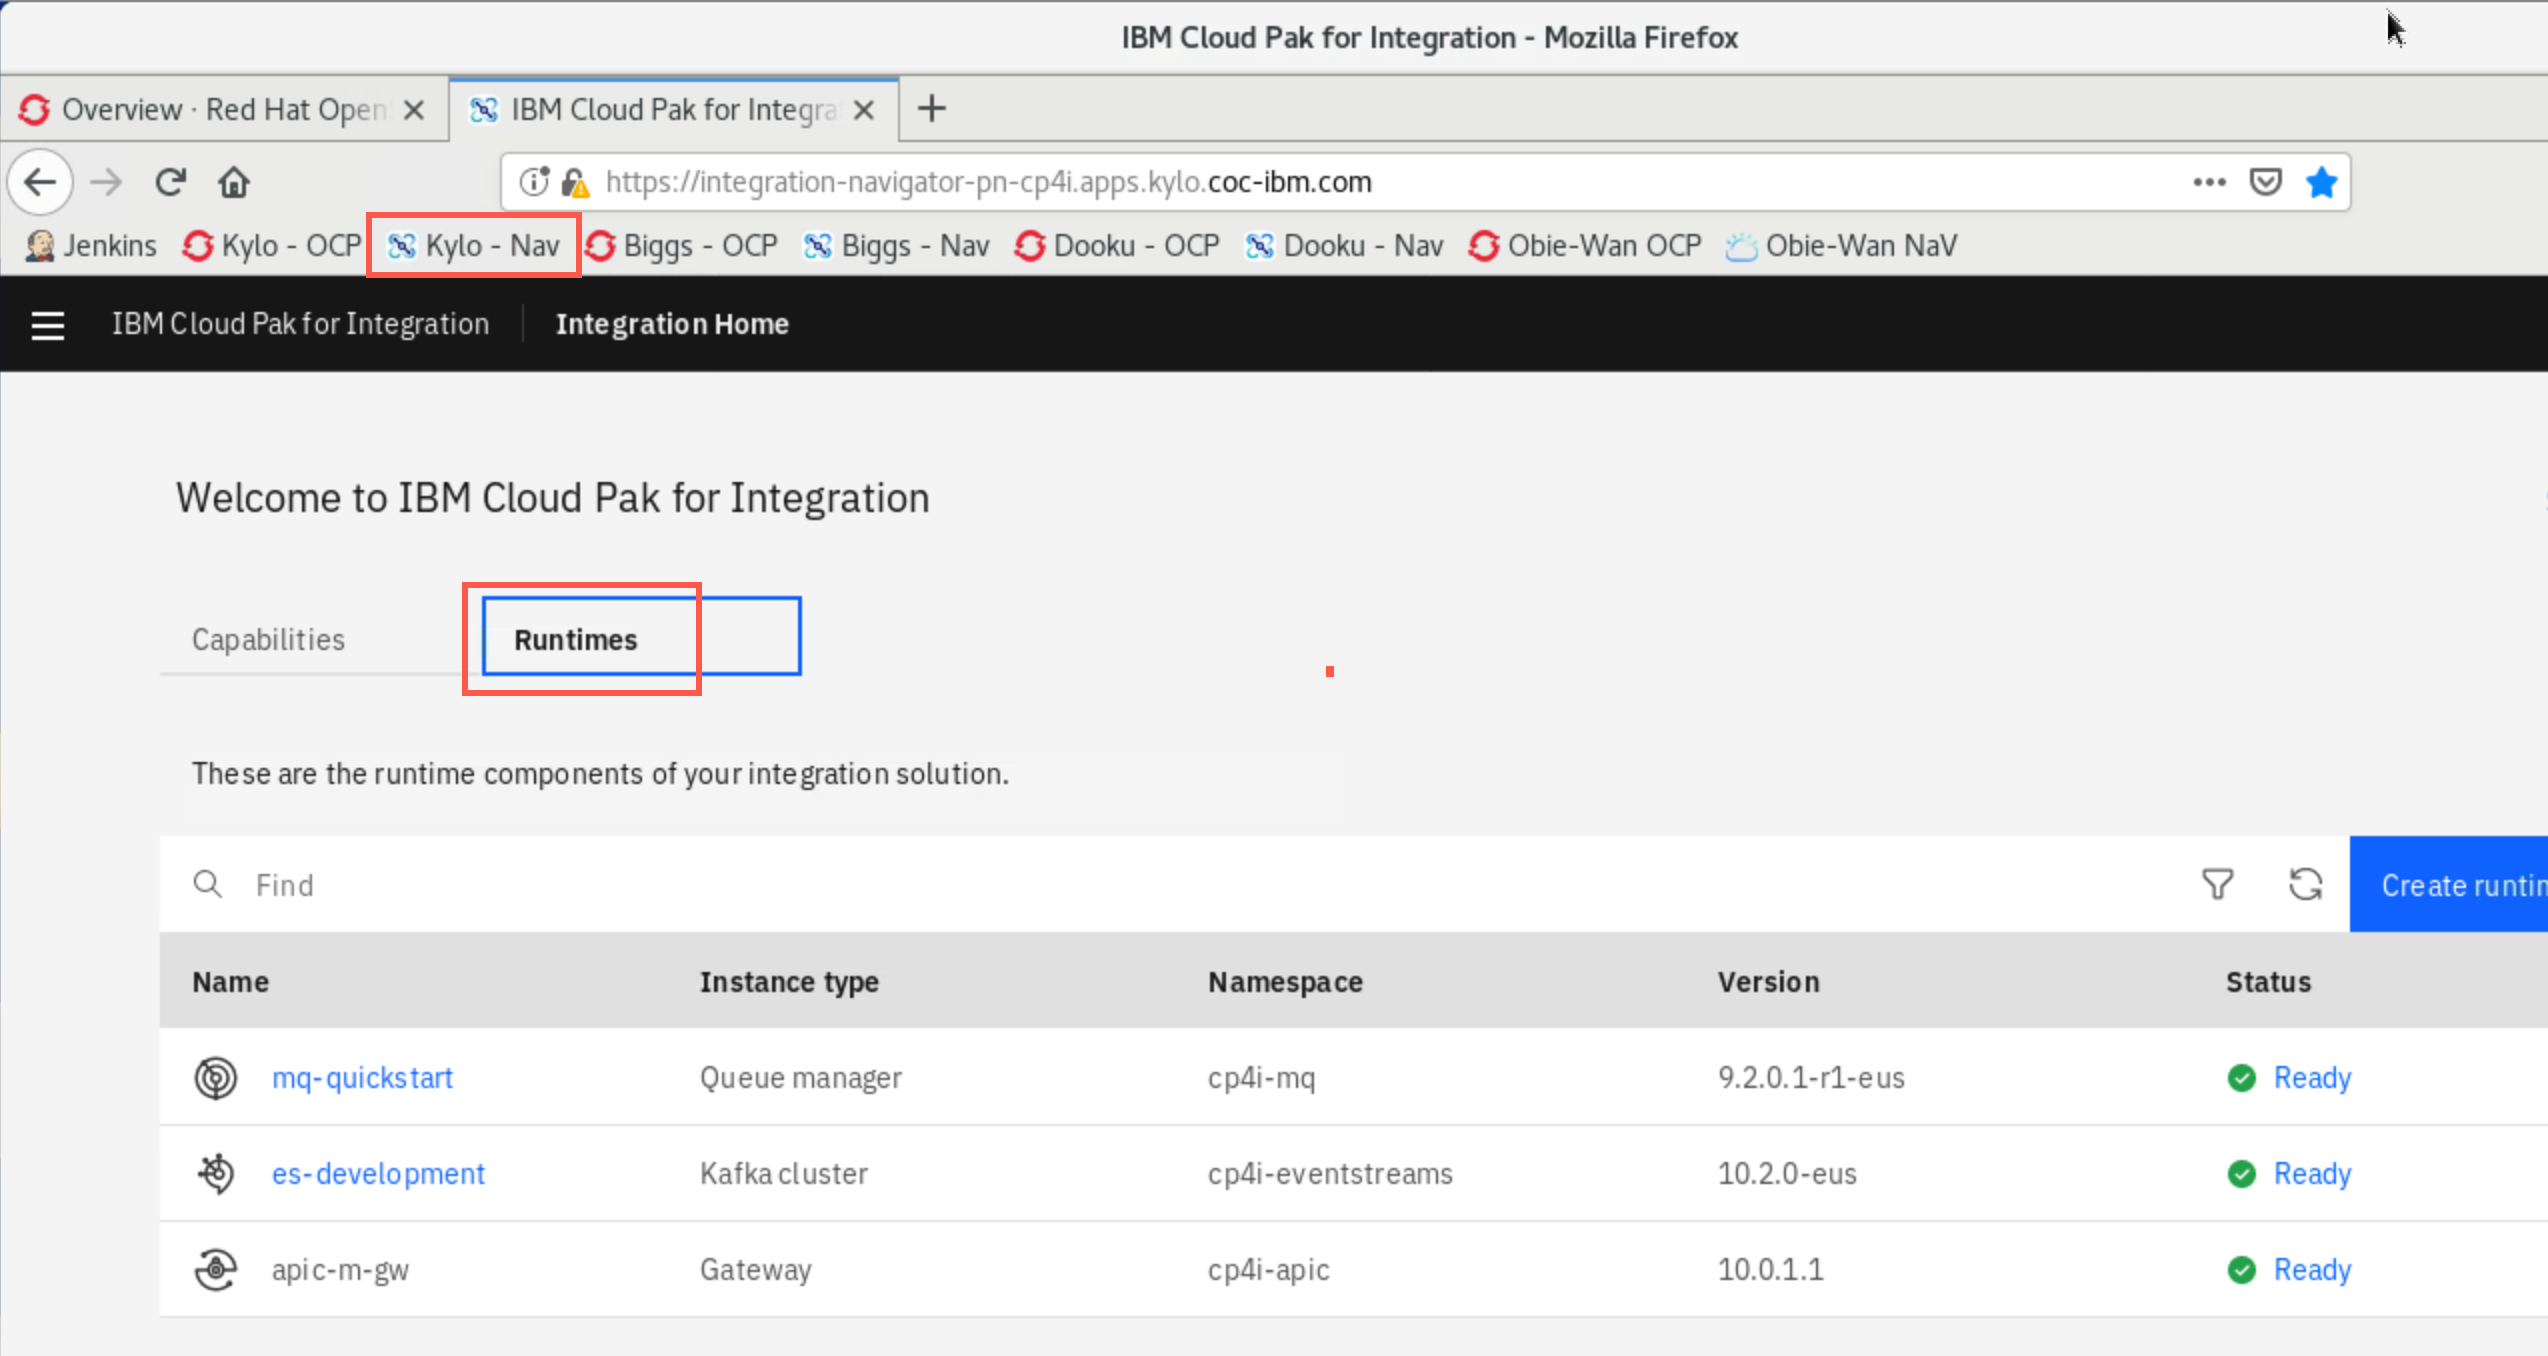 IBM Cloud Pak for Integration - Mozilla Firefox
Overview · Red Hat Open IBM Cloud Pak for Integra
https://integration-navigator-pn-cp4i.apps.kylo.coc-ibm.com
Jenkins Kylo - OCP Kylo - Nav Biggs - OCP Biggs - Nav Dooku - OCP Dooku - Nav Obie-Wan OCP Obie-Wan NaV
IBM Cloud Pak for Integration Integration Home
Welcome to IBM Cloud Pak for Integration
Capabilities Runtimes
These are the runtime components of your integration solution.
Find Create runtim
Name Instance type Namespace Version Status
mq-quickstart Queue manager cp4i-mq 9.2.0.1-r1-eus Ready
es-development Kafka cluster cp4i-eventstreams 10.2.0-eus Ready
apic-m-gw Gateway cp4i-apic 10.0.1.1 Ready